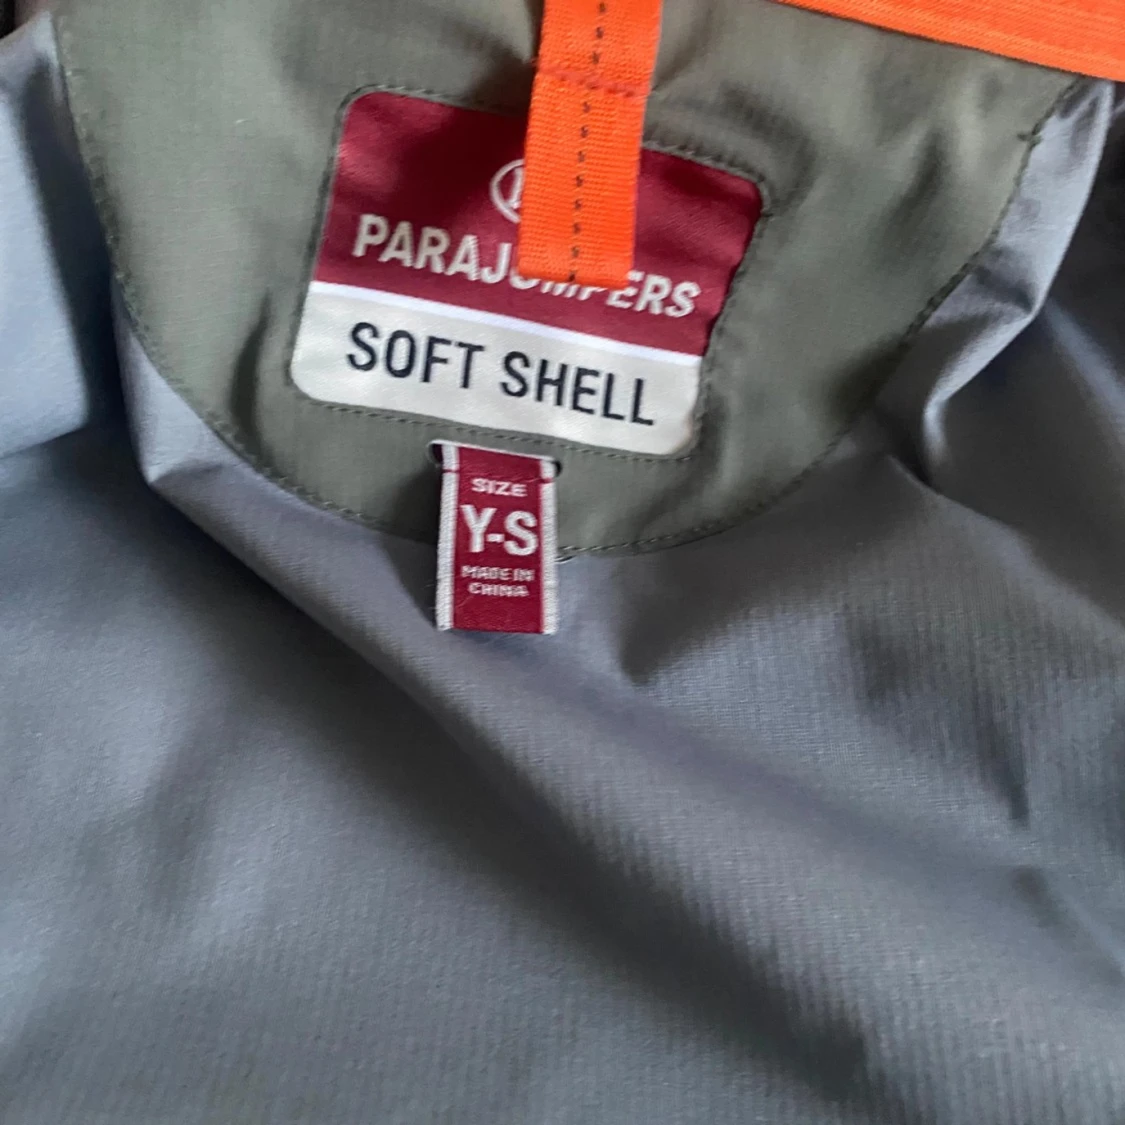 PARAJUMPERS
SOFT SHELL
SIZE
Y-S
MADE IN
CHINA